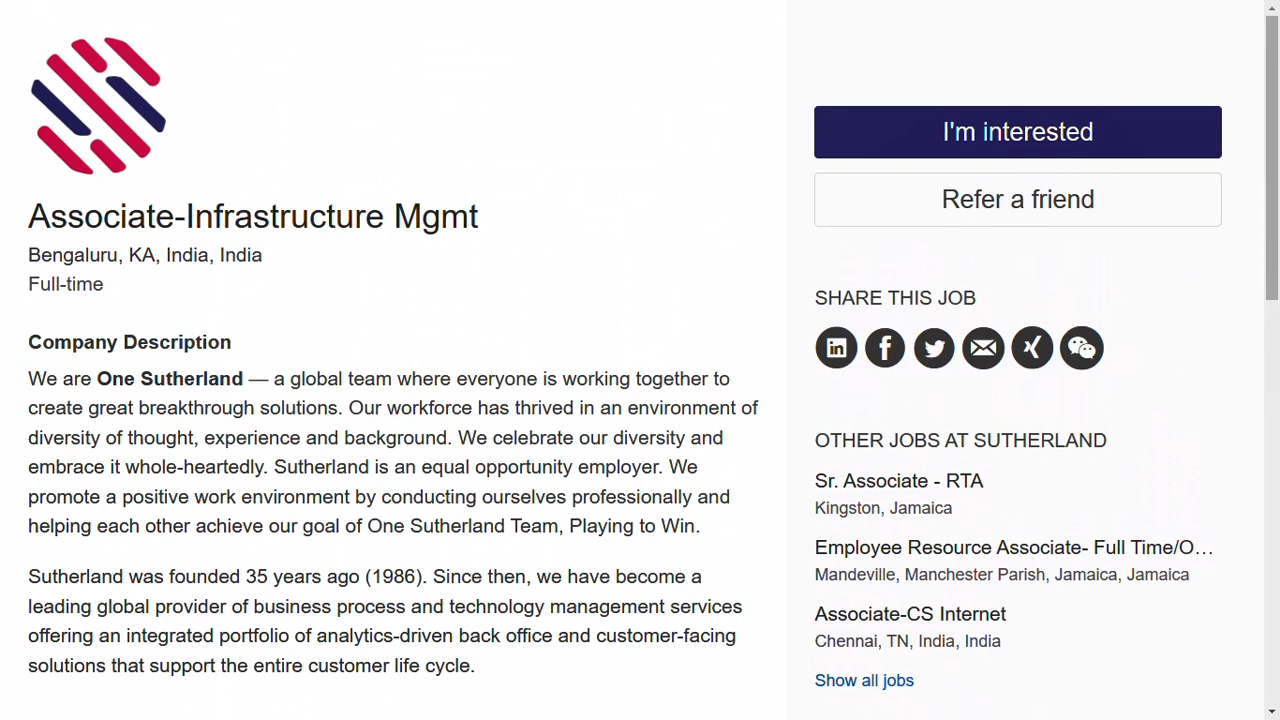 Associate-Infrastructure Mgmt
Bengaluru, KA, India, India
Full-time
Company Description
We are One Sutherland — a global team where everyone is working together to
create great breakthrough solutions. Our workforce has thrived in an environment of
diversity of thought, experience and background. We celebrate our diversity and
embrace it whole-heartedly. Sutherland is an equal opportunity employer. We
promote a positive work environment by conducting ourselves professionally and
helping each other achieve our goal of One Sutherland Team, Playing to Win.
Sutherland was founded 35 years ago (1986). Since then, we have become a
leading global provider of business process and technology management services
offering an integrated portfolio of analytics-driven back office and customer-facing
solutions that support the entire customer life cycle.
I'm interested
Refer a friend
SHARE THIS JOB
OTHER JOBS AT SUTHERLAND
Sr. Associate - RTA
Kingston, Jamaica
Employee Resource Associate- Full Time/O…
Mandeville, Manchester Parish, Jamaica, Jamaica
Associate-CS Internet
Chennai, TN, India, India
Show all jobs